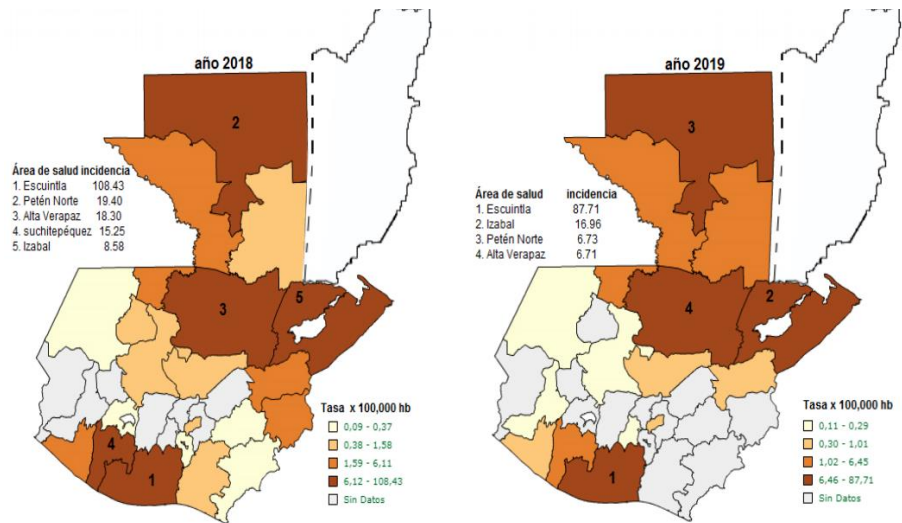 año 2018
2
Área de salud incidencia
1. Escuintla 108.43
2. Petén Norte 19.40
3. Alta Verapaz 18.30
4. suchitepéquez 15.25
5. Izabal 8.58
5
3
4
1
Tasa x 100,000 hb
0,09 - 0,37
0,38 - 1,58
1,59 - 6,11
6,12 - 108,43
Sin Datos
año 2019
3
Área de salud incidencia
1. Escuintla 87.71
2. Izabal 16.96
3. Petén Norte 6.73
4. Alta Verapaz 6.71
2
4
1
Tasa x 100,000 hb
0,11 - 0,29
0,30 - 1,01
1,02 - 6,45
6,46 - 87,71
Sin Datos